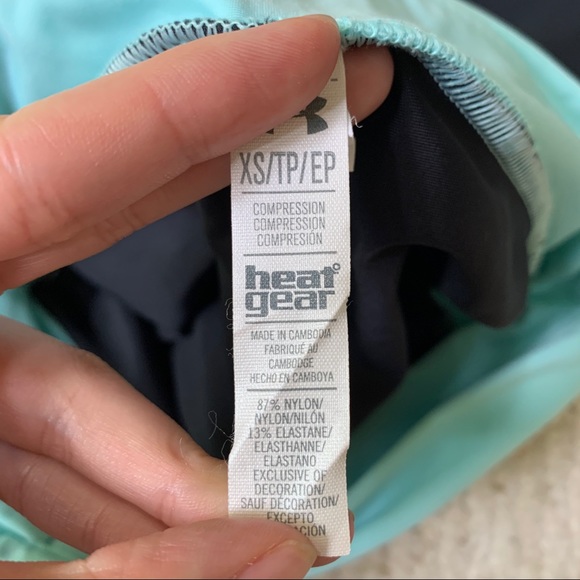 XS/TP/EP
COMPRESSION
COMPRESSION
COMPRESIÓN
heat
gear
MADE IN CAMBODIA
FABRIQUÉ AU
CAMBODGE
HECHO EN CAMBOYA
87% NYLON/
NYLON/NILÓN
13% ELASTANE/
ELASTHANNE/
ELASTANO
EXCLUSIVE OF
DECORATION/
SAUF DÉCORATION/
EXCEPTO